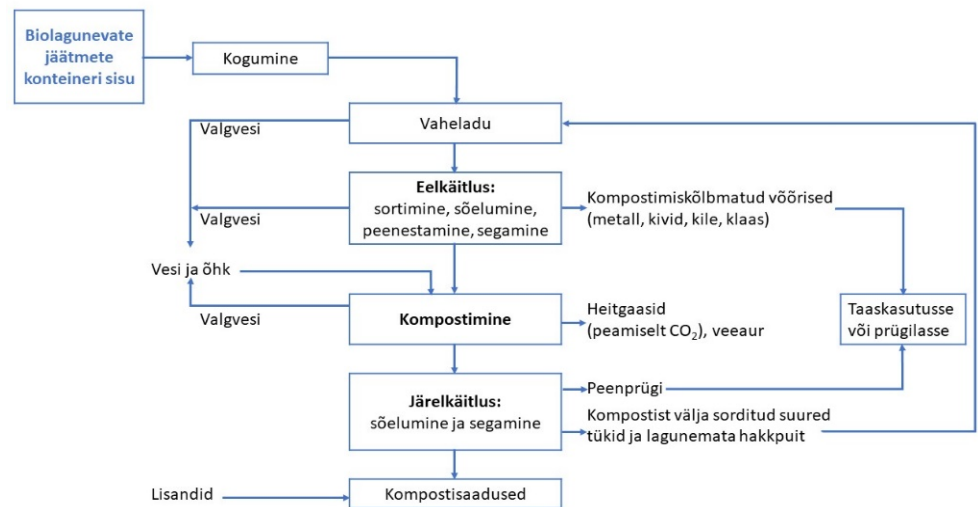 Biolagunevate
jäätmete
konteineri sisu
Kogumine
Vaheladu
Valgvesi
Eelkäitlus:
sortimine, sõelumine,
peenestamine, segamine
Kompostimiskõlbmatud võõrised
(metall, kivid, kile, klaas)
Valgvesi
Vesi ja õhk
Kompostimine
Valgvesi
Heitgaasid
(peamiselt CO₂), veeaur
Taaskasutusse
või prügilasse
Järelkäitlus:
sõelumine ja segamine
Peenprügi
Kompostist välja sorditud suured
tükid ja lagunemata hakkpuit
Lisandid
Kompostisaadused